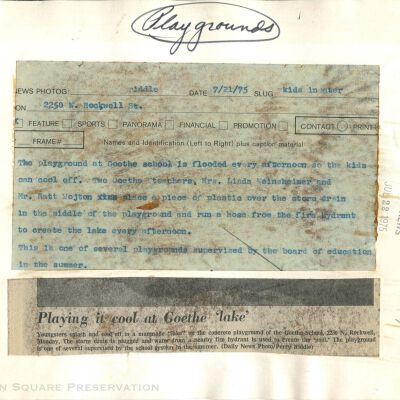 Playgrounds
NEWS PHOTOG: iddle DATE 7/21/75 SLUG kids in water
ON 2250 N. Rockwell St.
FEATURE SPORTS PANORAMA FINANCIAL PROMOTION CONTACT PRINT
FRAME# Names and Identification (Left to Right) plus caption material
The playground at Goethe school is flooded every afternoon so the kids
can cool off. Two Goethe teachers, Mrs. Linda Weinsheimer and
Mr. Matt Mojton xxxx place a piece of plastic over the storm drain
in the middle of the playground and run a hose from the fire hydrant
to create the lake every afternoon.
This is one of several playgrounds supervised by the board of education
in the summer.
Playing it cool at Goethe 'lake'
Youngsters splash and cool off in a manmade "lake" on the concrete playground of the Goethe School, 2236 N. Rockwell,
Monday. The storm drain is plugged and water from a nearby fire hydrant is used to create the "pool." The playground
is one of several supervised by the school system in the summer. (Daily News Photo/Perry Riddle)
JUL 22 1975
NEWS
N SQUARE PRESERVATION